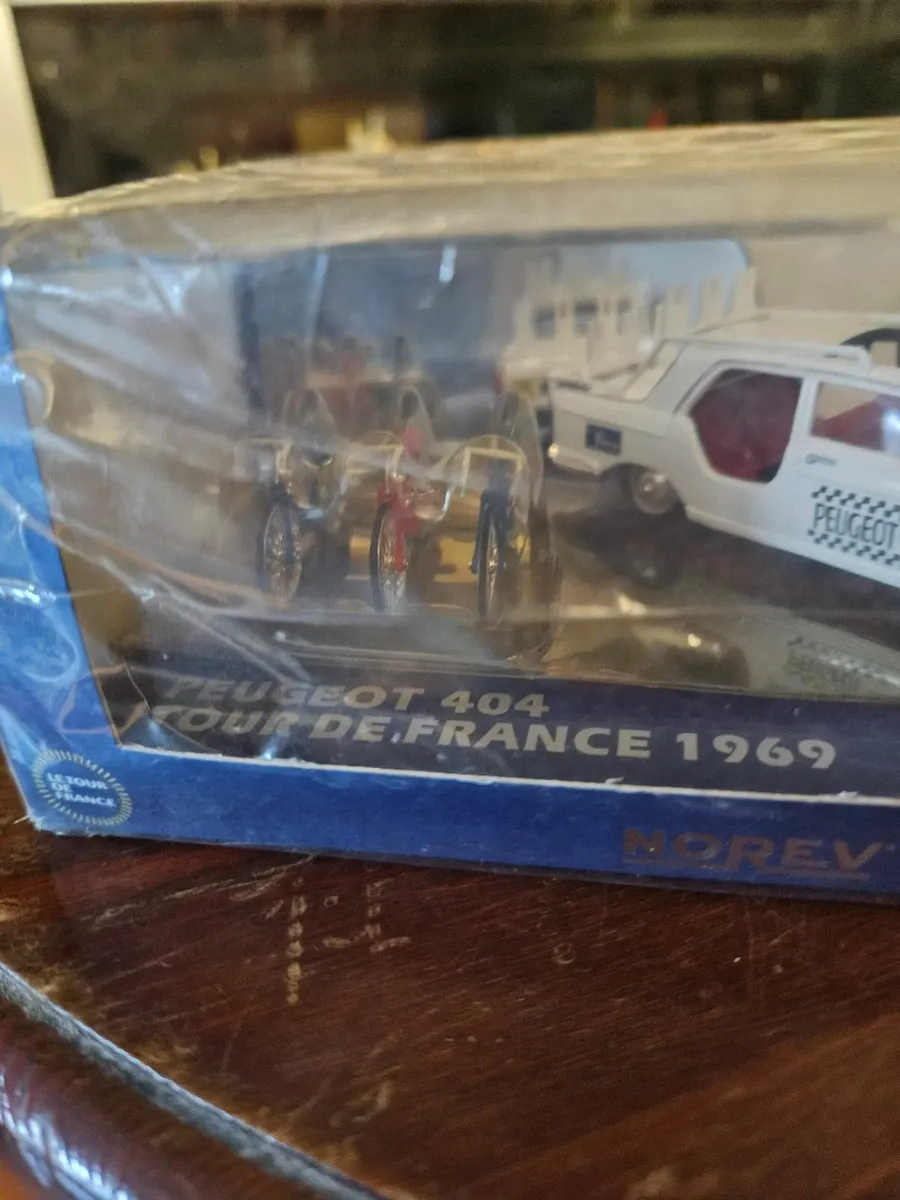 PEUGEOT
PEUGEOT 404
TOUR DE FRANCE 1969
LE TOUR
DE
FRANCE
NOREV